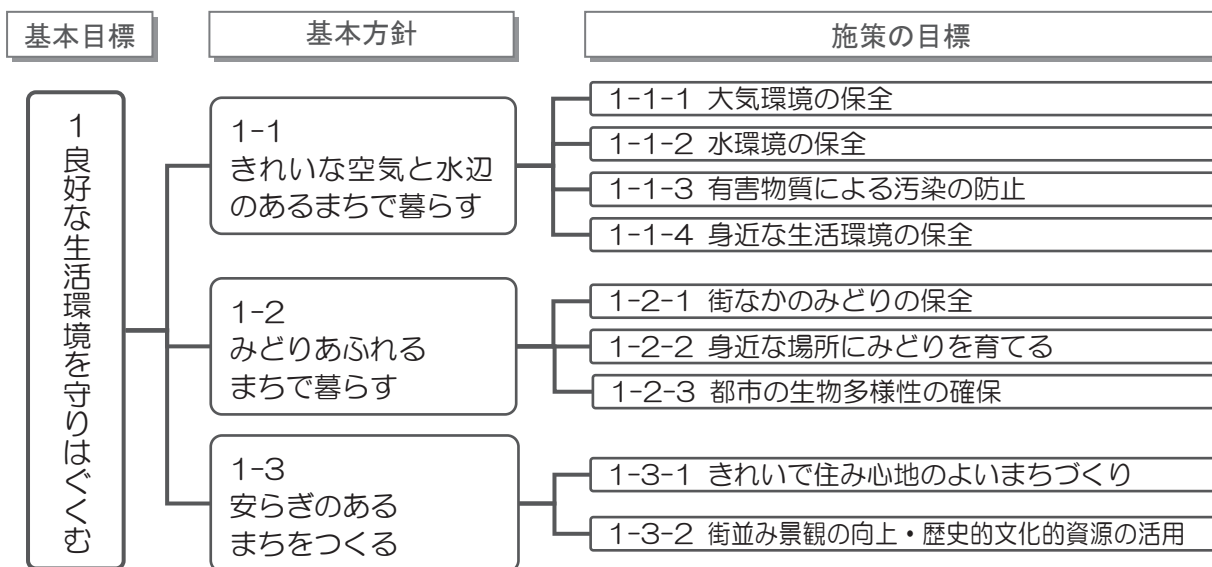 基本目標
基本方針
施策の目標
1 良好な生活環境を守りはぐくむ
1-1
きれいな空気と水辺
のあるまちで暮らす
1-1-1 大気環境の保全
1-1-2 水環境の保全
1-1-3 有害物質による汚染の防止
1-1-4 身近な生活環境の保全
1-2
みどりあふれる
まちで暮らす
1-2-1 街なかのみどりの保全
1-2-2 身近な場所にみどりを育てる
1-2-3 都市の生物多様性の確保
1-3
安らぎのある
まちをつくる
1-3-1 きれいで住み心地のよいまちづくり
1-3-2 街並み景観の向上・歴史的文化的資源の活用